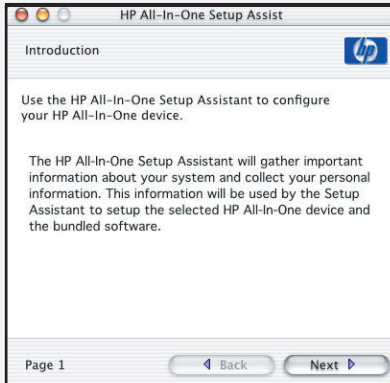 HP All-In-One Setup Assist
Introduction
hp
Use the HP All-In-One Setup Assistant to configure
your HP All-In-One device.
The HP All-In-One Setup Assistant will gather important
information about your system and collect your personal
information. This information will be used by the Setup
Assistant to setup the selected HP All-In-One device and
the bundled software.
Page 1
Back
Next